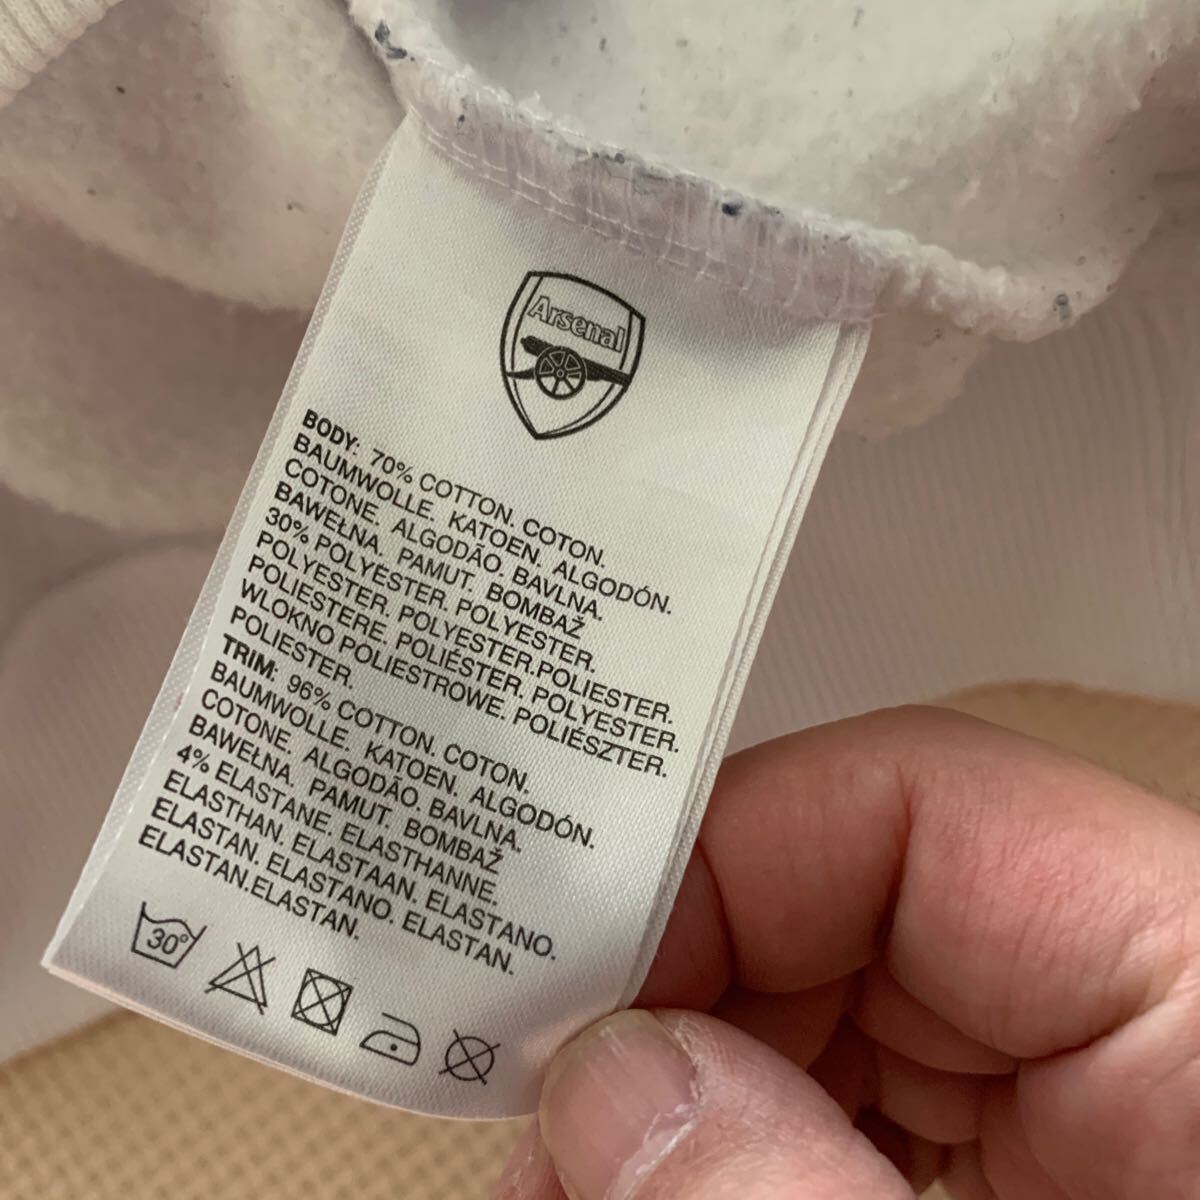 Arsenal
BODY: 70% COTTON. COTON.
BAUMWOLLE. KATOEN. ALGODÓN.
COTONE. ALGODÃO. BAVLNA.
BAWEŁNA. PAMUT. BOMBAŽ
30% POLYESTER. POLYESTER.
POLYESTER. POLYESTER.POLIESTER.
POLIESTERE. POLIÉSTER. POLYESTER.
WLOKNO POLIESTROWE. POLIÉSZTER.
POLIESTER.
TRIM: 96% COTTON. COTON.
BAUMWOLLE. KATOEN. ALGODÓN.
COTONE. ALGODÃO. BAVLNA.
BAWEŁNA. PAMUT. BOMBAŽ
4% ELASTANE. ELASTHANNE.
ELASTHAN. ELASTAAN. ELASTANO.
ELASTAN. ELASTANO. ELASTAN.
ELASTAN.ELASTAN.
30°